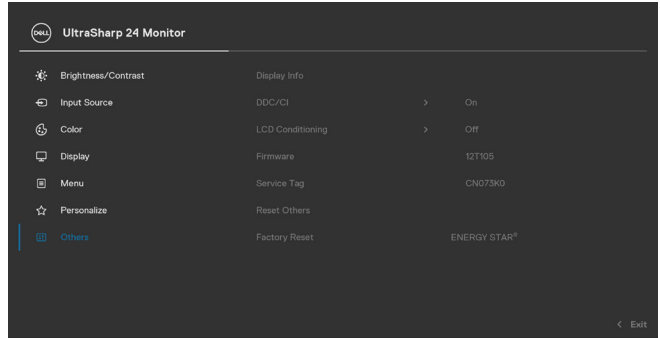 DELL UltraSharp 24 Monitor
Brightness/Contrast Display Info
Input Source DDC/CI > On
Color LCD Conditioning > Off
Display Firmware 12T105
Menu Service Tag CN073K0
Personalize Reset Others
Others Factory Reset ENERGY STAR®
< Exit